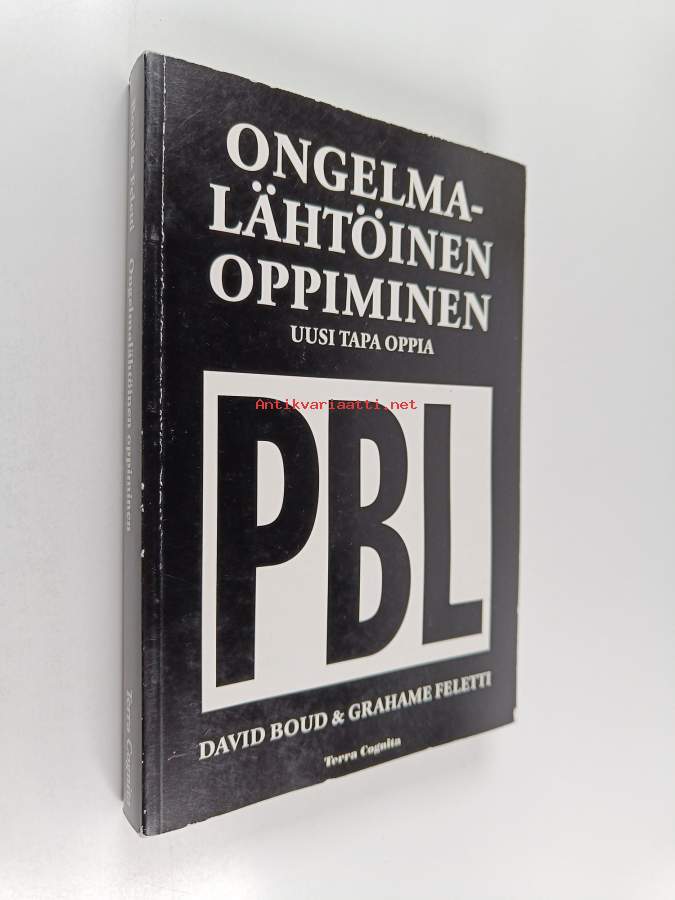 ONGELMA-
LÄHTÖINEN
OPPIMINEN
UUSI TAPA OPPIA
Antikvariaatti.net
PBL
DAVID BOUD & GRAHAME FELETTI
Terra Cognita
Boud & Feletti Ongelmalähtöinen oppiminen Terra Cognita